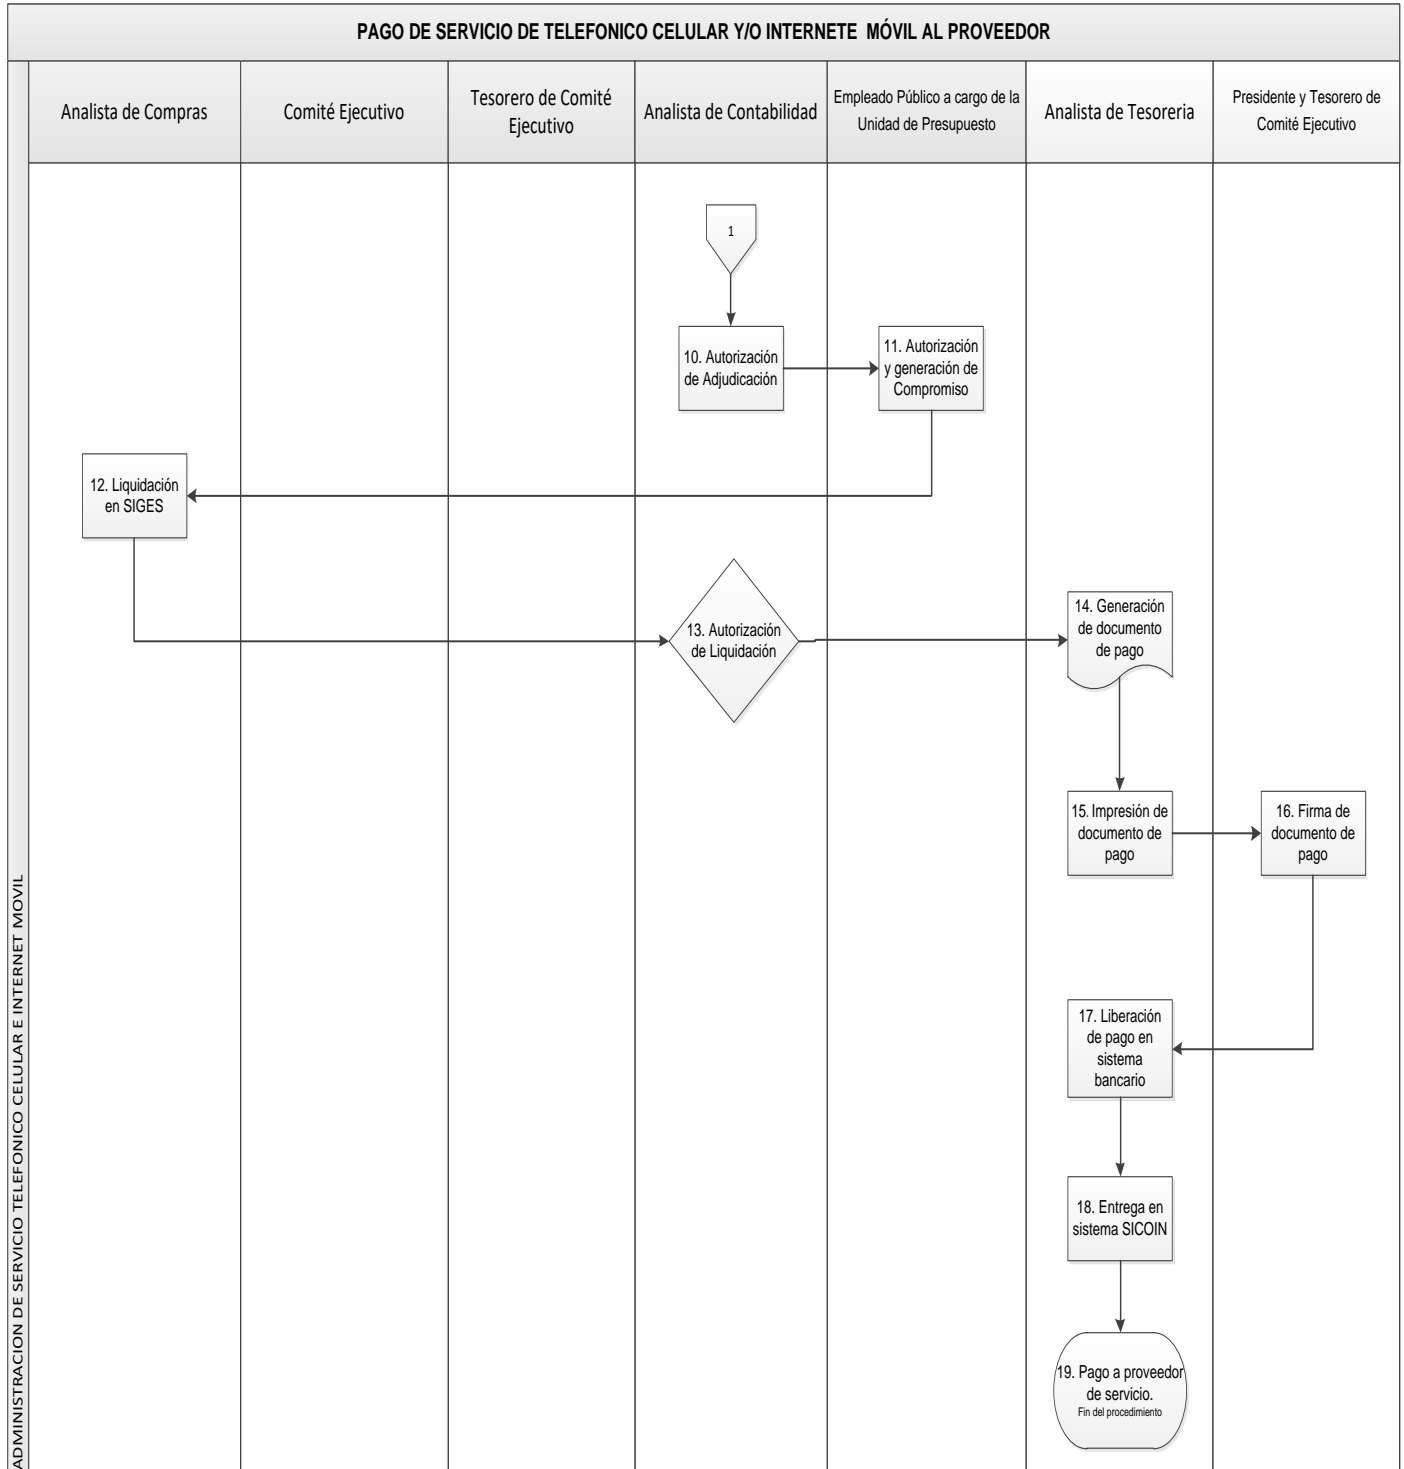 PAGO DE SERVICIO DE TELEFONICO CELULAR Y/O INTERNETE MÓVIL AL PROVEEDOR
Analista de Compras
Comité Ejecutivo
Tesorero de Comité
Ejecutivo
Analista de Contabilidad
Empleado Público a cargo de la
Unidad de Presupuesto
Analista de Tesoreria
Presidente y Tesorero de
Comité Ejecutivo
1
10. Autorización
de Adjudicación
11. Autorización
y generación de
Compromiso
12. Liquidación
en SIGES
13. Autorización
de Liquidación
14. Generación
de documento
de pago
15. Impresión de
documento de
pago
16. Firma de
documento de
pago
17. Liberación
de pago en
sistema
bancario
18. Entrega en
sistema SICOIN
19. Pago a proveedor
de servicio.
Fin del procedimiento
ADMINISTRACION DE SERVICIO TELEFONICO CELULAR E INTERNET MOVIL